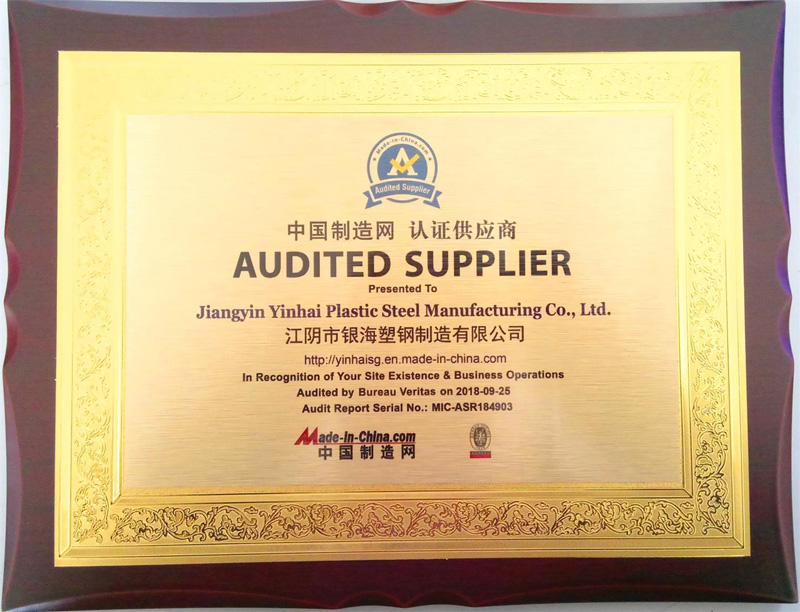 Made-in-China.com
Audited Supplier
中国制造网 认证供应商
AUDITED SUPPLIER
Presented To
Jiangyin Yinhai Plastic Steel Manufacturing Co., Ltd.
江阴市银海塑钢制造有限公司
http://yinhaisg.en.made-in-china.com
In Recognition of Your Site Existence & Business Operations
Audited by Bureau Veritas on 2018-09-25
Audit Report Serial No.: MIC-ASR184903
Made-in-China.com
中国制造网